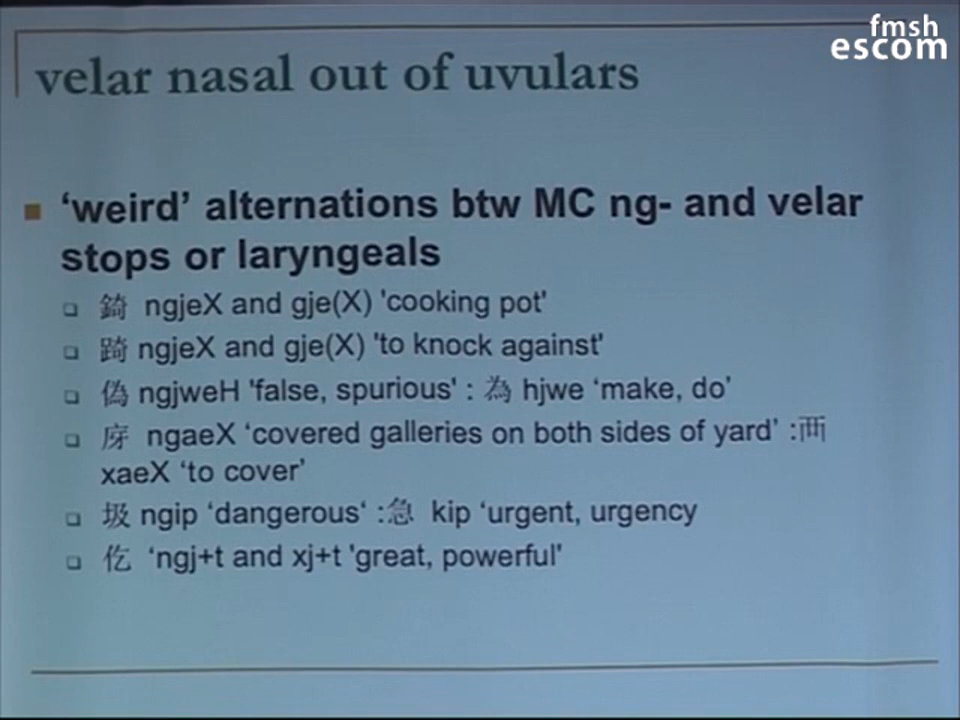 fmsh
escom
velar nasal out of uvulars
‘weird’ alternations btw MC ng- and velar
stops or laryngeals
錡 ngjeX and gje(X) 'cooking pot'
踦 ngjeX and gje(X) 'to knock against'
偽 ngjweH 'false, spurious' : 為 hjwe ‘make, do’
庌 ngaeX ‘covered galleries on both sides of yard’ :襾
xaeX ‘to cover’
圾 ngip ‘dangerous‘ :急 kip ‘urgent, urgency
仡 ‘ngj+t and xj+t 'great, powerful'